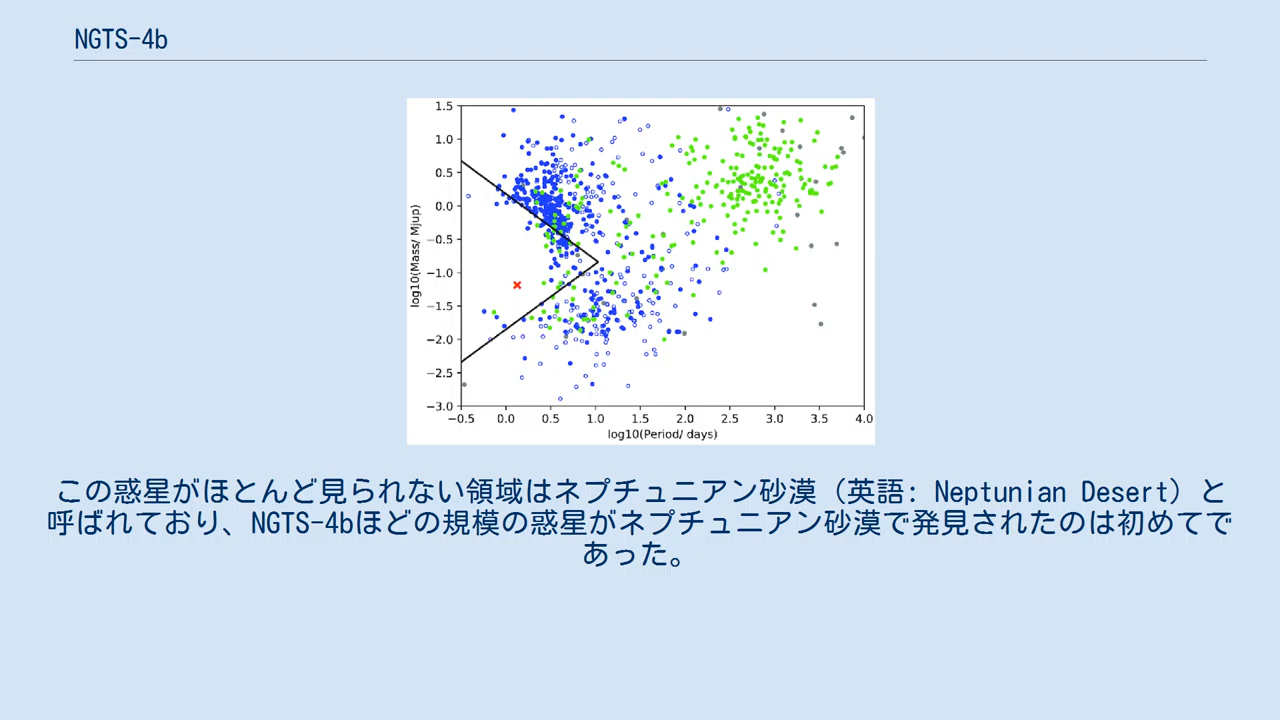 NGTS-4b
1.5
1.0
0.5
0.0
−0.5
−1.0
−1.5
−2.0
−2.5
−3.0
log10(Mass/ Mjup)
−0.5 0.0 0.5 1.0 1.5 2.0 2.5 3.0 3.5 4.0
log10(Period/ days)
この惑星がほとんど見られない領域はネプチュニアン砂漠（英語: Neptunian Desert）と
呼ばれており、NGTS-4bほどの規模の惑星がネプチュニアン砂漠で発見されたのは初めてで
あった。